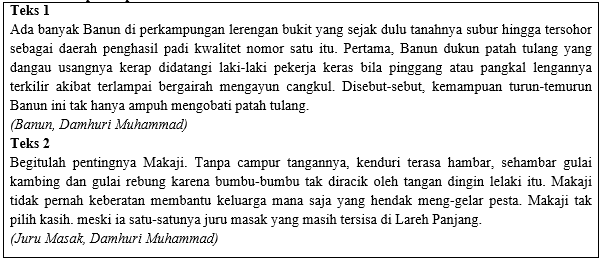 Teks 1
Ada banyak Banun di perkampungan lerengan bukit yang sejak dulu tanahnya subur hingga tersohor
sebagai daerah penghasil padi kwalitet nomor satu itu. Pertama, Banun dukun patah tulang yang
dangau usangnya kerap didatangi laki-laki pekerja keras bila pinggang atau pangkal lengannya
terkilir akibat terlampai bergairah mengayun cangkul. Disebut-sebut, kemampuan turun-temurun
Banun ini tak hanya ampuh mengobati patah tulang.
(Banun, Damhuri Muhammad)
Teks 2
Begitulah pentingnya Makaji. Tanpa campur tangannya, kenduri terasa hambar, sehambar gulai
kambing dan gulai rebung karena bumbu-bumbu tak diracik oleh tangan dingin lelaki itu. Makaji
tidak pernah keberatan membantu keluarga mana saja yang hendak meng-gelar pesta. Makaji tak
pilih kasih. meski ia satu-satunya juru masak yang masih tersisa di Lareh Panjang.
(Juru Masak, Damhuri Muhammad)